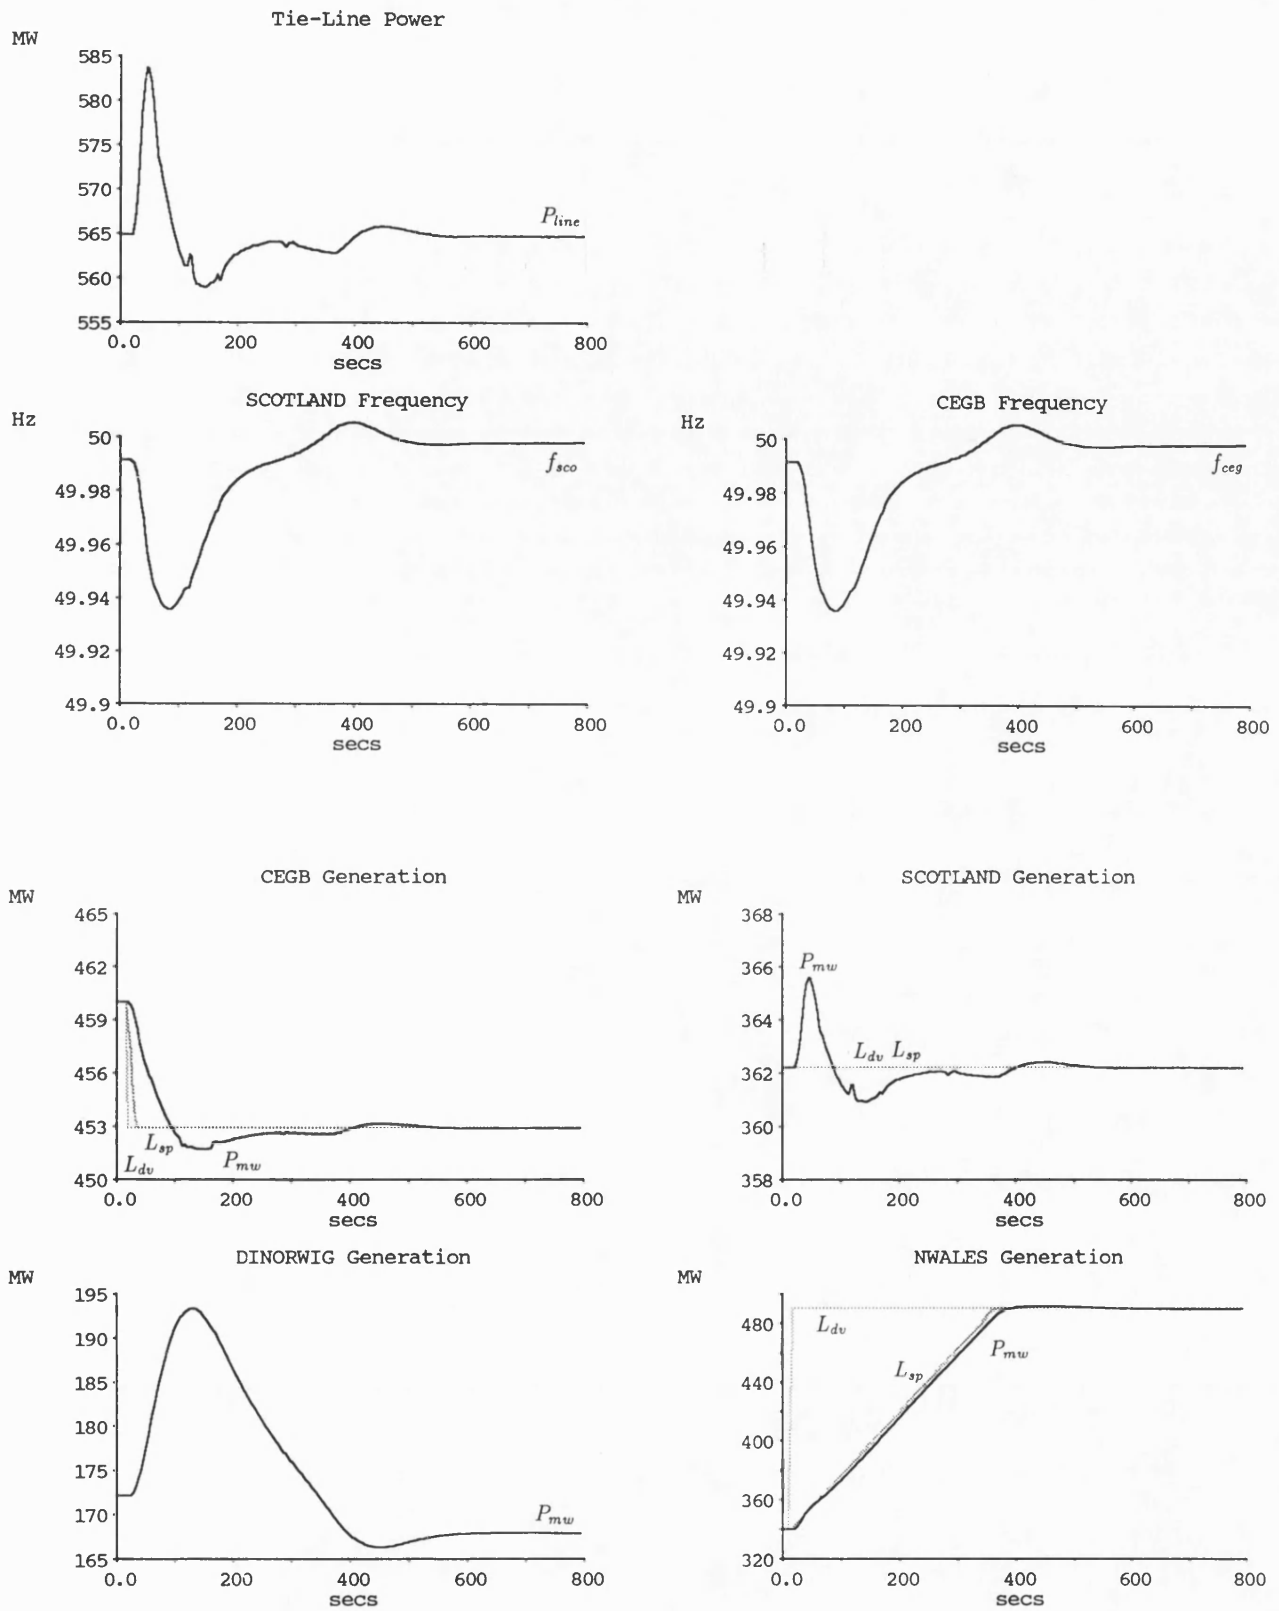 Tie-Line Power
MW
585
580
575
570
565
560
555
P_line
0.0 200 400 600 800
secs
SCOTLAND Frequency
Hz
50
49.98
49.96
49.94
49.92
49.9
f_sco
0.0 200 400 600 800
secs
CEGB Frequency
Hz
50
49.98
49.96
49.94
49.92
49.9
f_ceg
0.0 200 400 600 800
secs
CEGB Generation
MW
465
462
459
456
453
450
L_sp
L_dv
P_mw
0.0 200 400 600 800
secs
SCOTLAND Generation
MW
368
366
364
362
360
358
P_mw
L_dv L_sp
0.0 200 400 600 800
secs
DINORWIG Generation
MW
195
190
185
180
175
170
165
P_mw
0.0 200 400 600 800
secs
NWALES Generation
MW
480
440
400
360
320
L_dv
P_mw
L_sp
0.0 200 400 600 800
secs